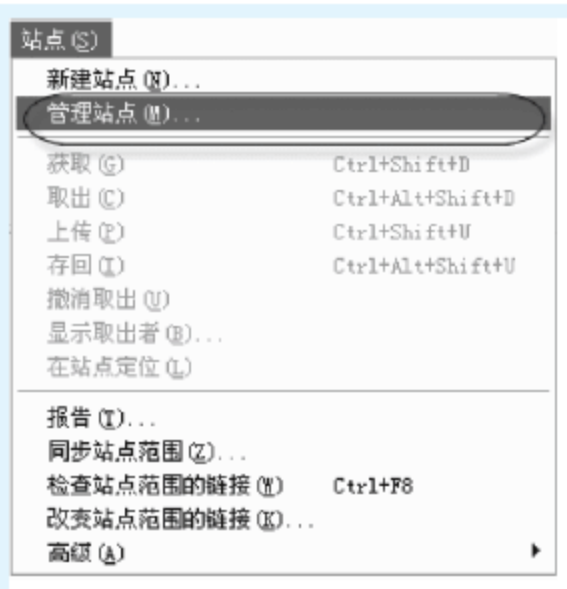 站点(S)
新建站点(N)...
管理站点(M)...
获取(G) Ctrl+Shift+D
取出(C) Ctrl+Alt+Shift+D
上传(P) Ctrl+Shift+U
存回(I) Ctrl+Alt+Shift+U
撤消取出(U)
显示取出者(B)...
在站点定位(L)
报告(T)...
同步站点范围(Z)...
检查站点范围的链接(W) Ctrl+F8
改变站点范围的链接(K)...
高级(A)